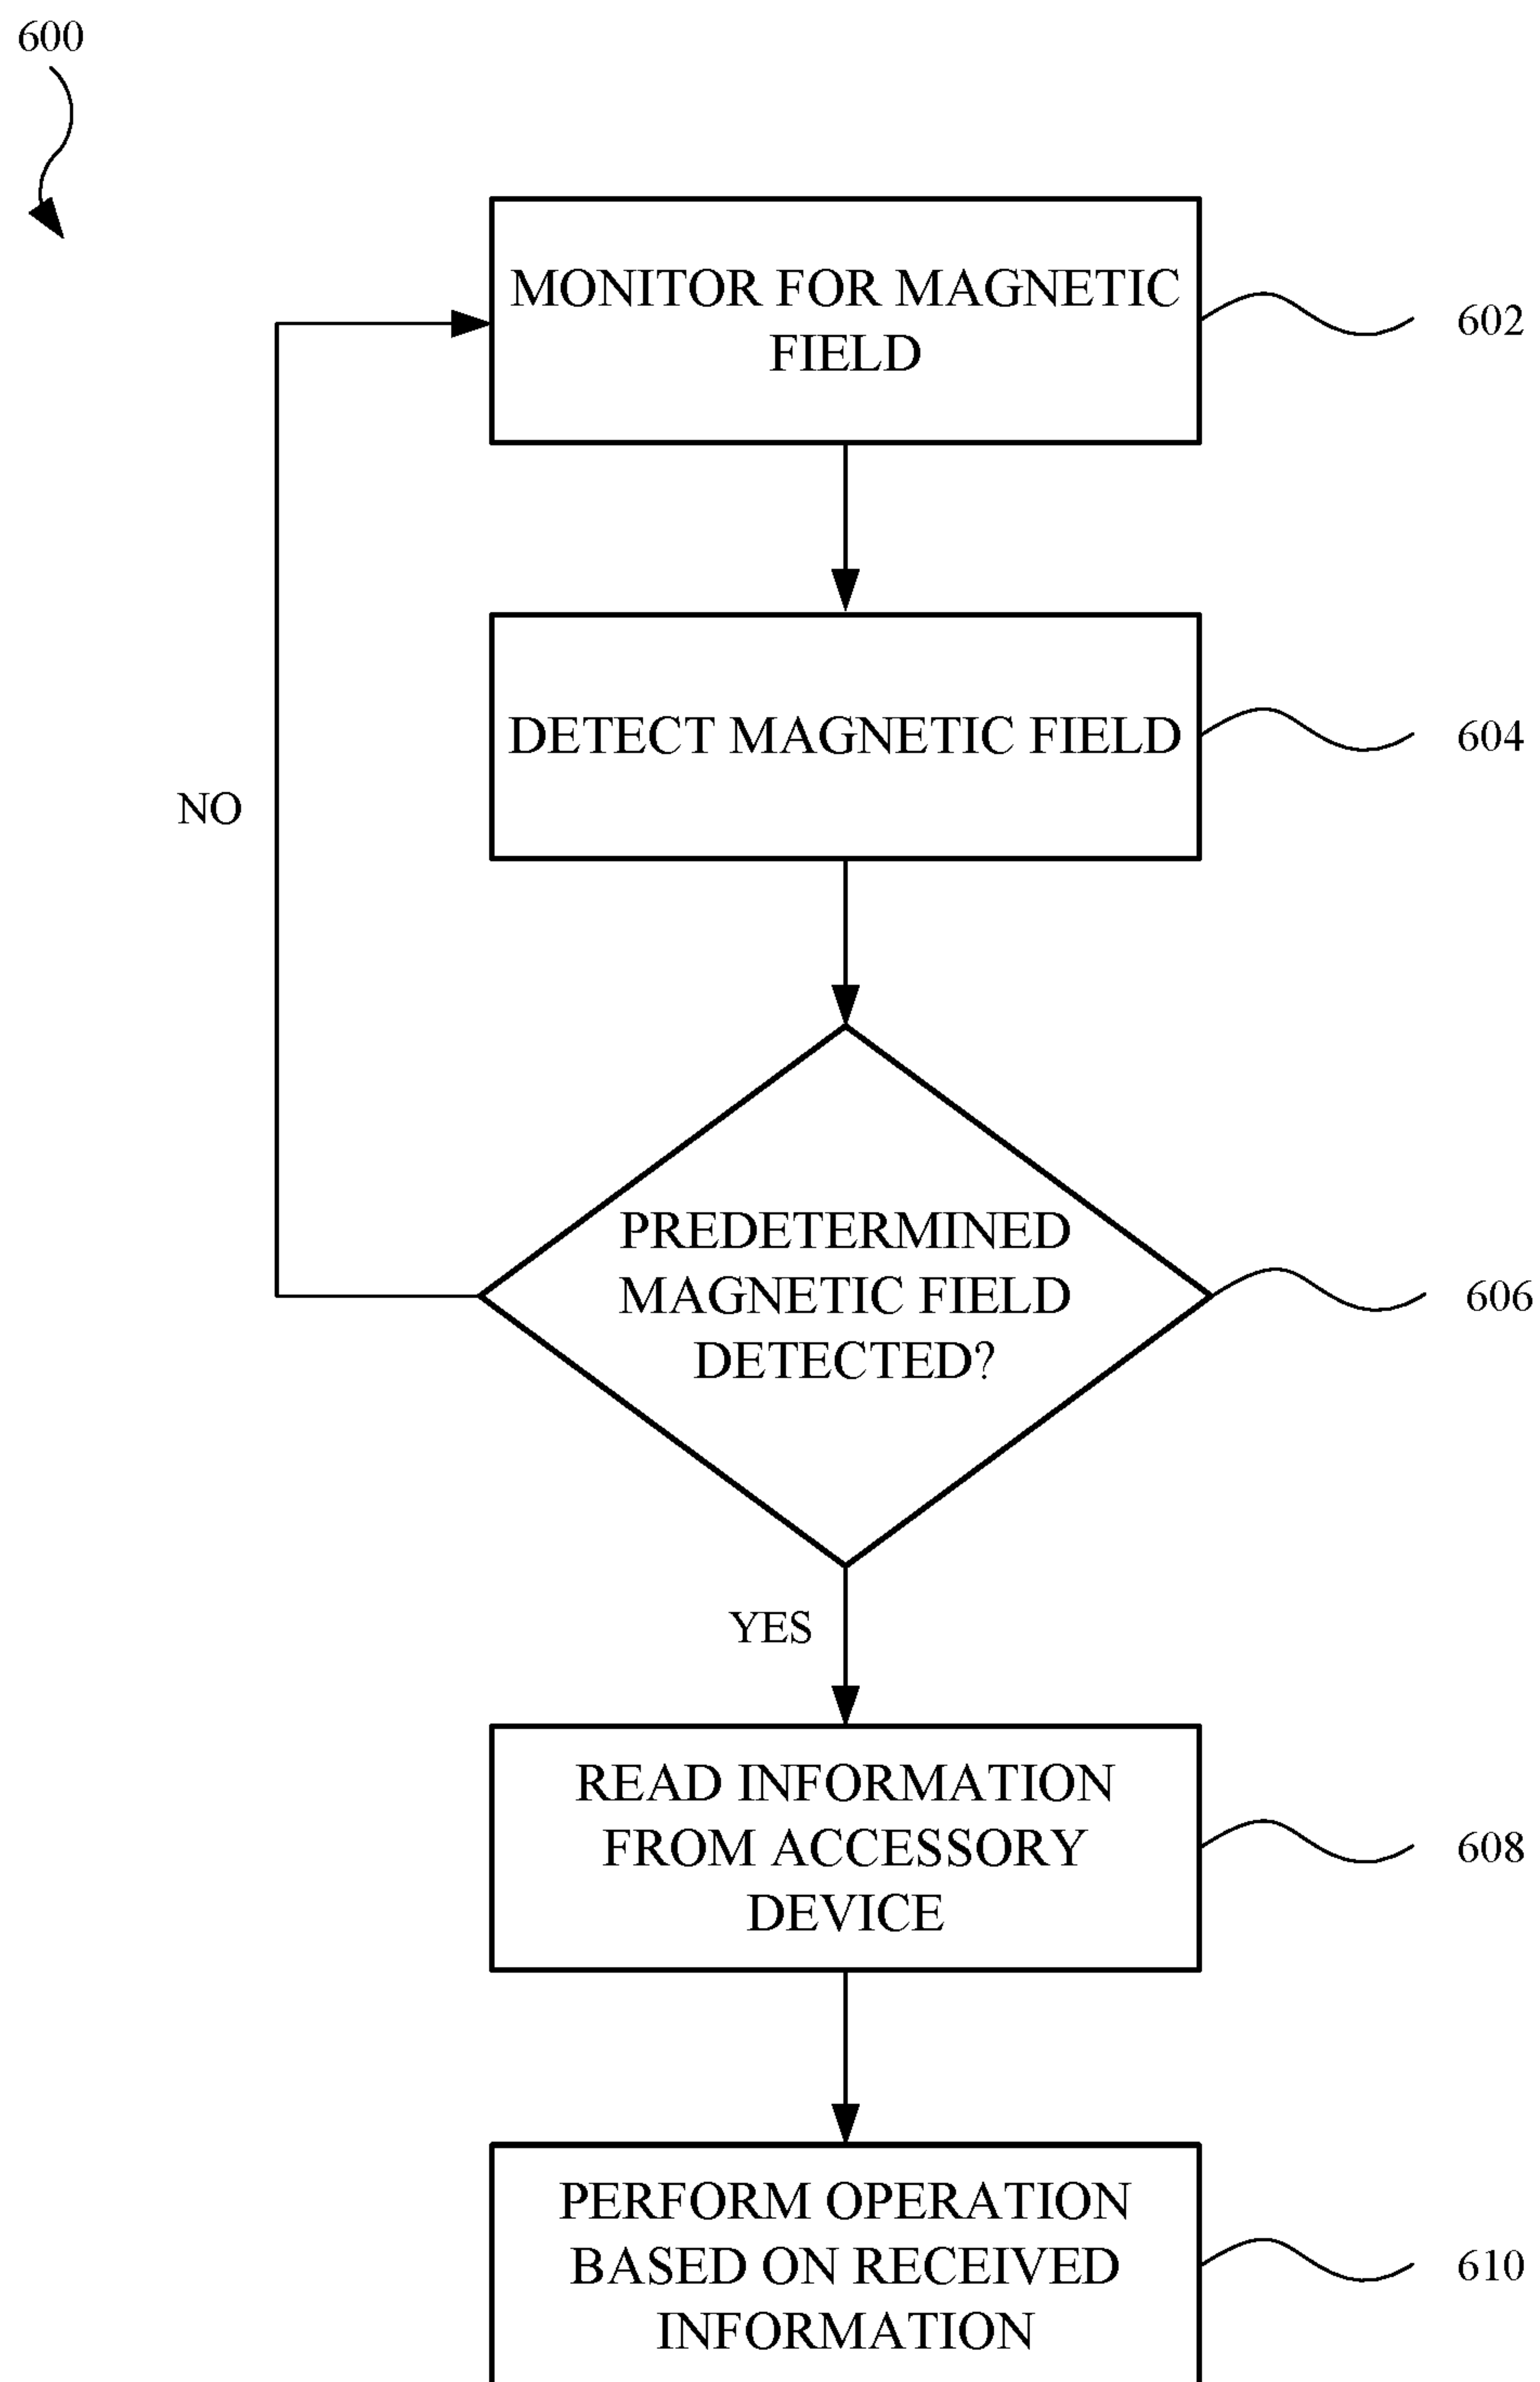 600
MONITOR FOR MAGNETIC
FIELD
602
DETECT MAGNETIC FIELD
604
NO
PREDETERMINED
MAGNETIC FIELD
DETECTED?
606
YES
READ INFORMATION
FROM ACCESSORY
DEVICE
608
PERFORM OPERATION
BASED ON RECEIVED
INFORMATION
610